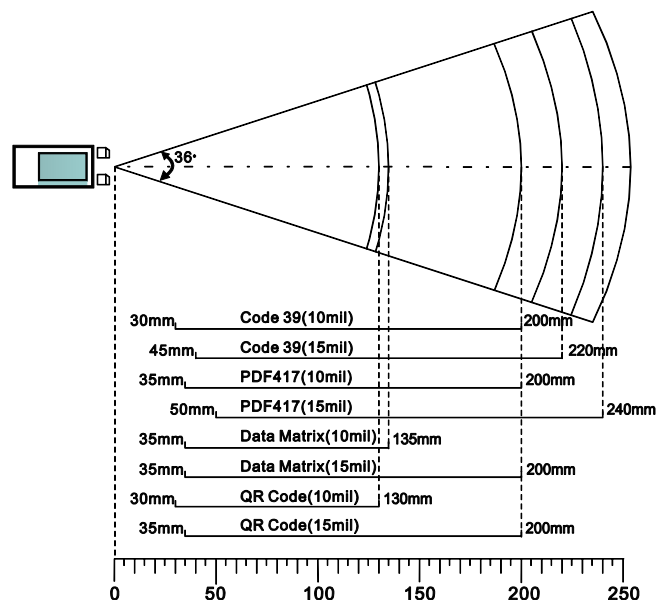 36°
30mm Code 39(10mil) 200mm
45mm Code 39(15mil) 220mm
35mm PDF417(10mil) 200mm
50mm PDF417(15mil) 240mm
35mm Data Matrix(10mil) 135mm
35mm Data Matrix(15mil) 200mm
30mm QR Code(10mil) 130mm
35mm QR Code(15mil) 200mm
0 50 100 150 200 250